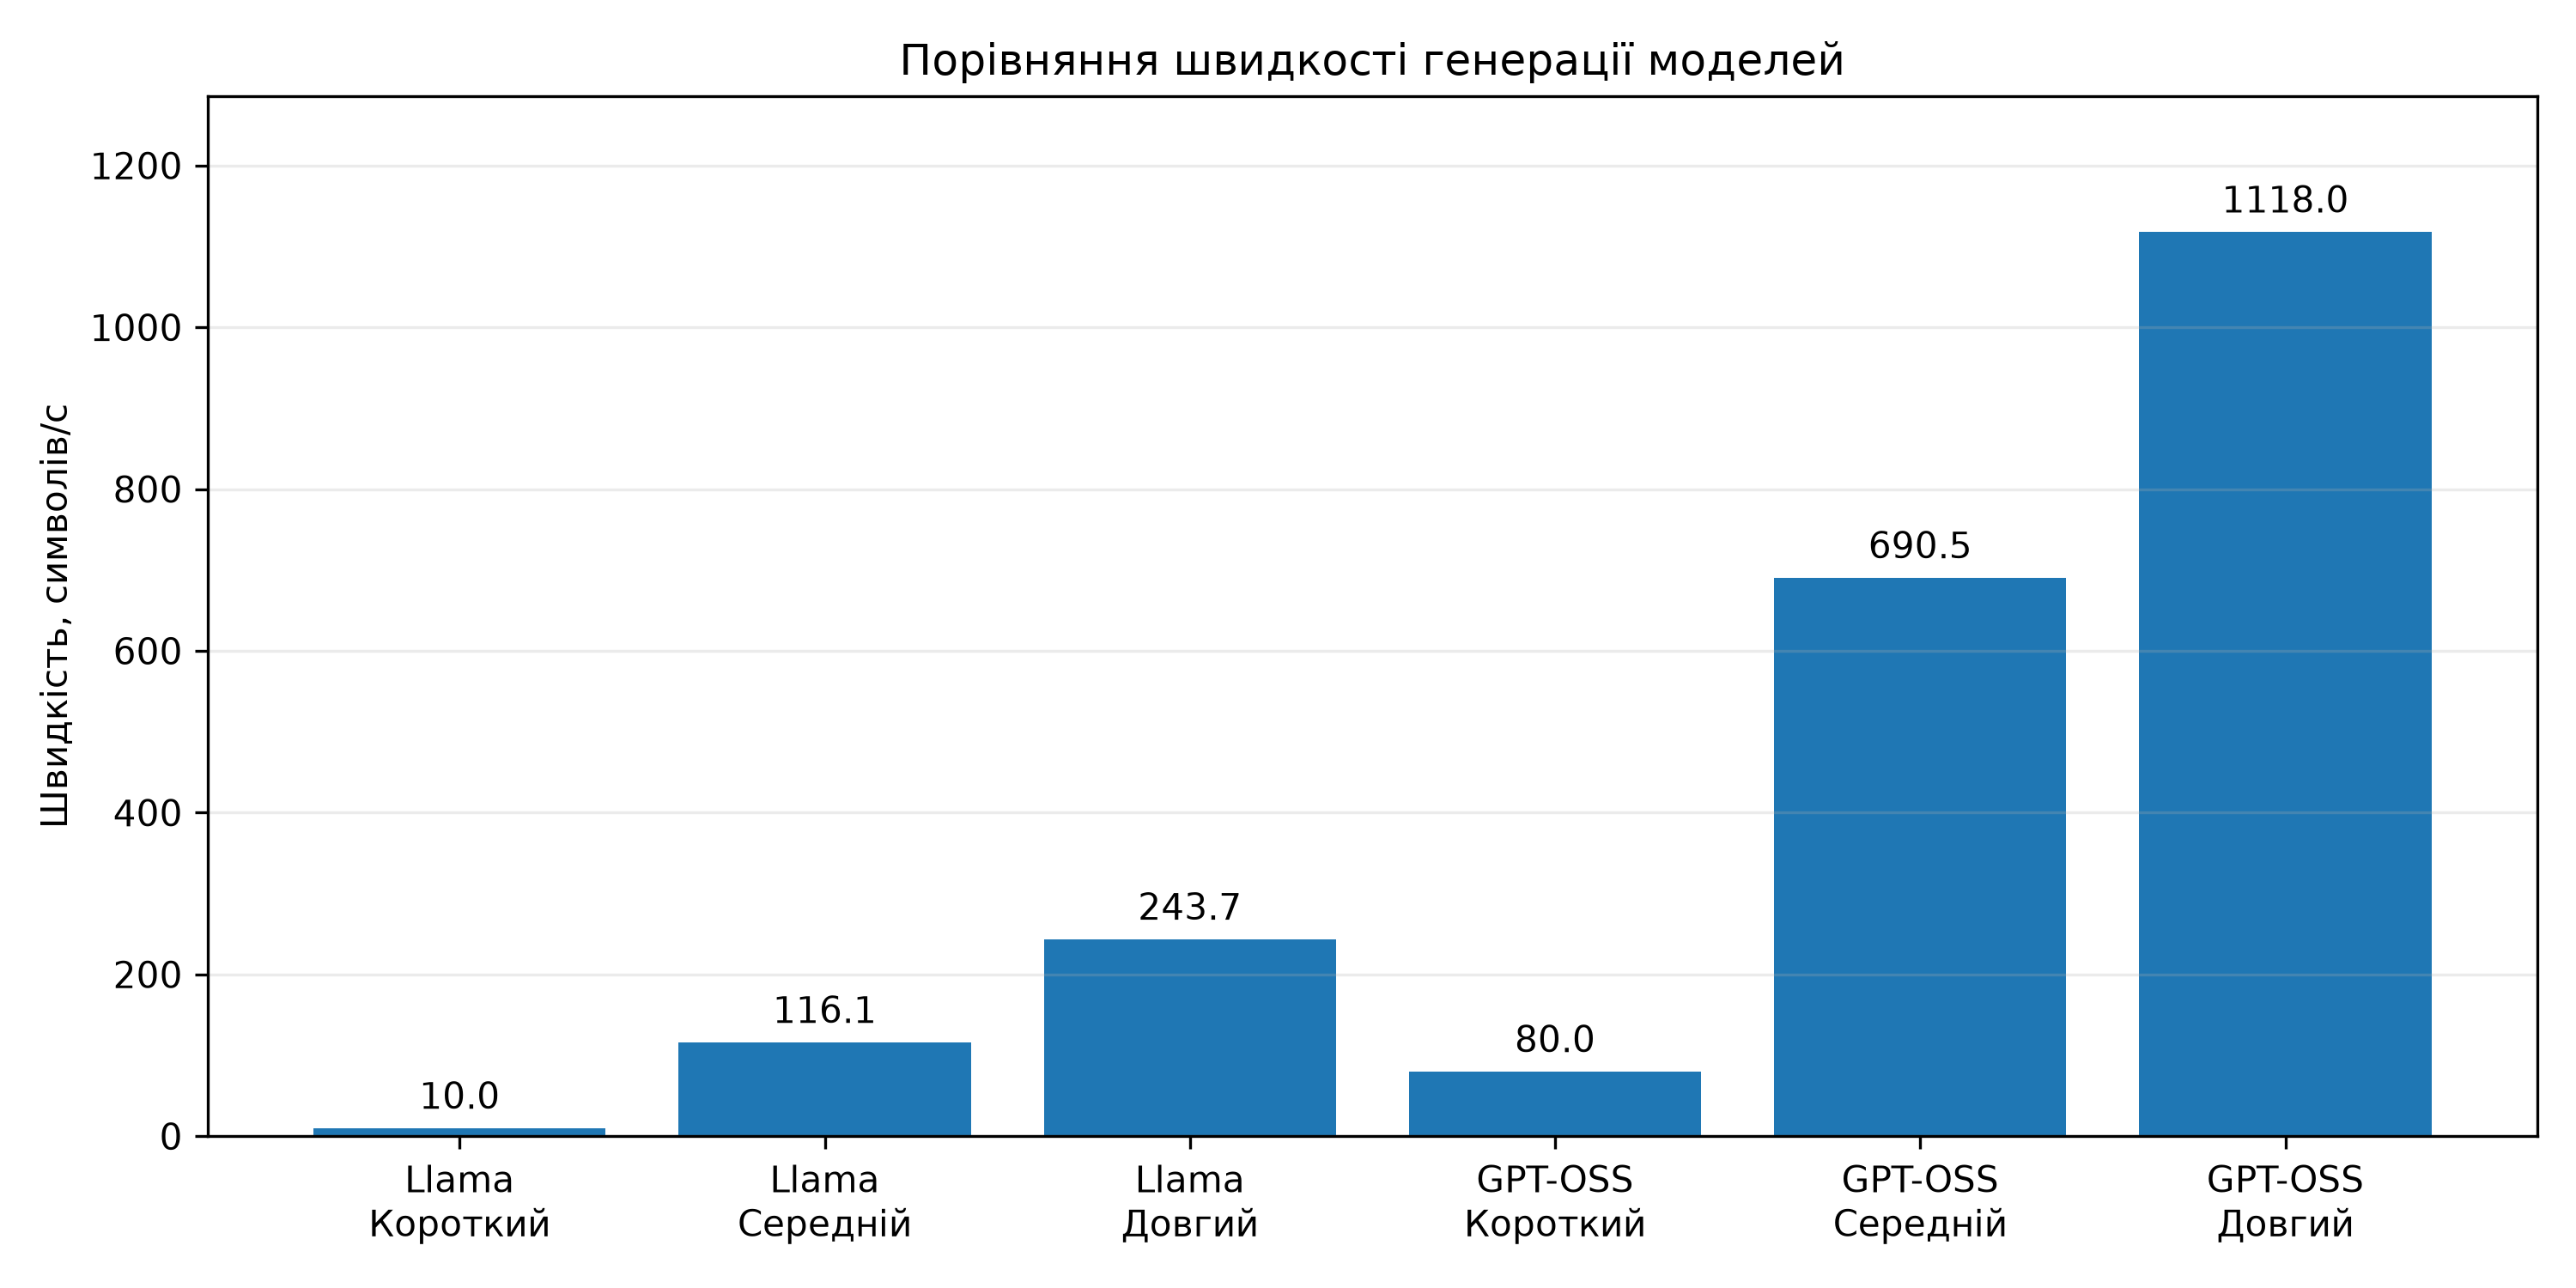 Порівняння швидкості генерації моделей
Швидкість, символів/с
1200
1000
800
600
400
200
0
10.0
116.1
243.7
80.0
690.5
1118.0
Llama
Короткий
Llama
Середній
Llama
Довгий
GPT-OSS
Короткий
GPT-OSS
Середній
GPT-OSS
Довгий